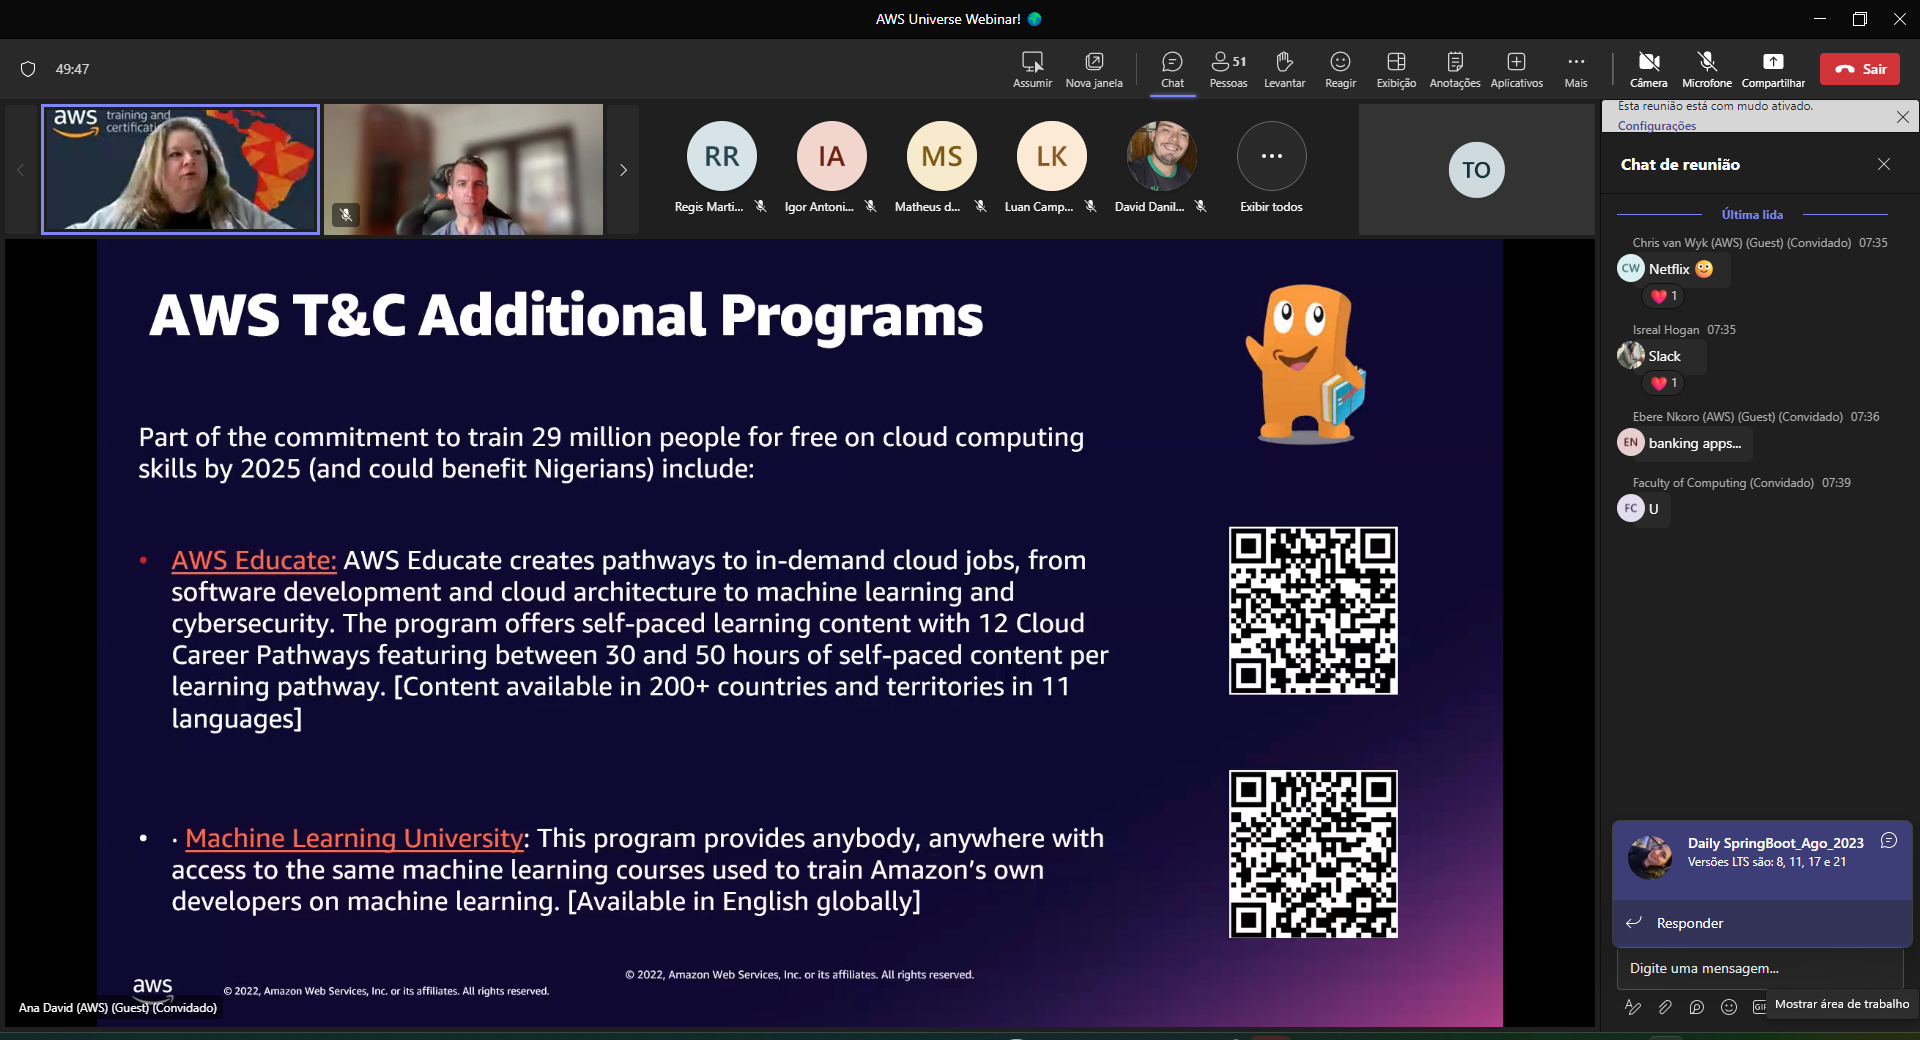 AWS Universe Webinar!
49:47
Assumir
Nova janela
Chat
51
Pessoas
Levantar
Reagir
Exibição
Anotações
Aplicativos
Mais
Câmera
Microfone
Compartilhar
Sair
aws training and
certificati
RR
Regis Marti...
IA
Igor Antoni...
MS
Matheus d...
LK
Luan Camp...
David Danil...
Exibir todos
TO
Esta reunião está com mudo ativado.
Configurações
Chat de reunião
Última lida
Chris van Wyk (AWS) (Guest) (Convidado) 07:35
CW Netflix
1
Isreal Hogan 07:35
Slack
1
Ebere Nkoro (AWS) (Guest) (Convidado) 07:36
EN banking apps...
Faculty of Computing (Convidado) 07:39
FC U
AWS T&C Additional Programs
Part of the commitment to train 29 million people for free on cloud computing
skills by 2025 (and could benefit Nigerians) include:
• AWS Educate: AWS Educate creates pathways to in-demand cloud jobs, from
software development and cloud architecture to machine learning and
cybersecurity. The program offers self-paced learning content with 12 Cloud
Career Pathways featuring between 30 and 50 hours of self-paced content per
learning pathway. [Content available in 200+ countries and territories in 11
languages]
• · Machine Learning University: This program provides anybody, anywhere with
access to the same machine learning courses used to train Amazon's own
developers on machine learning. [Available in English globally]
© 2022, Amazon Web Services, Inc. or its affiliates. All rights reserved.
aws
© 2022, Amazon Web Services, Inc. or its affiliates. All rights reserved.
Ana David (AWS) (Guest) (Convidado)
Daily SpringBoot_Ago_2023
Versões LTS são: 8, 11, 17 e 21
Responder
Digite uma mensagem...
GIF
Mostrar área de trabalho